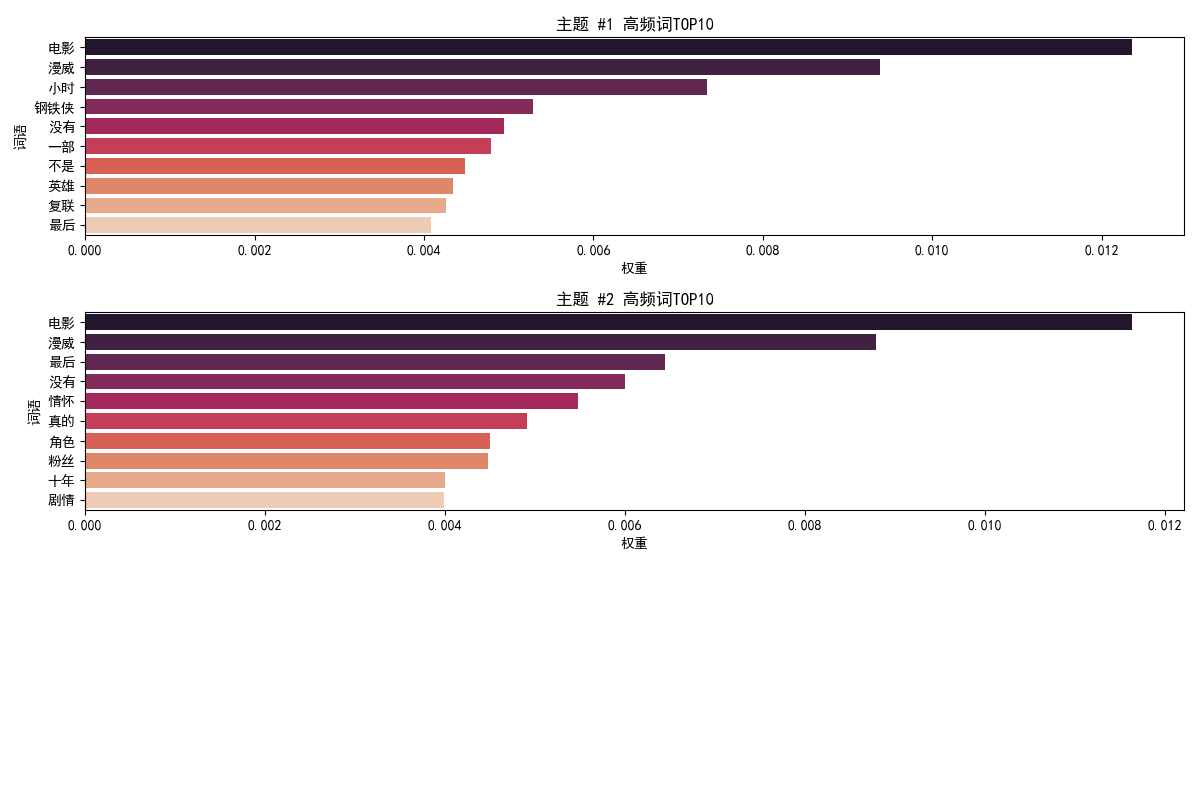 主题 #1 高频词TOP10
词语
电影
漫威
小时
钢铁侠
没有
一部
不是
英雄
复联
最后
0.000 0.002 0.004 0.006 0.008 0.010 0.012
权重
主题 #2 高频词TOP10
词语
电影
漫威
最后
没有
情怀
真的
角色
粉丝
十年
剧情
0.000 0.002 0.004 0.006 0.008 0.010 0.012
权重